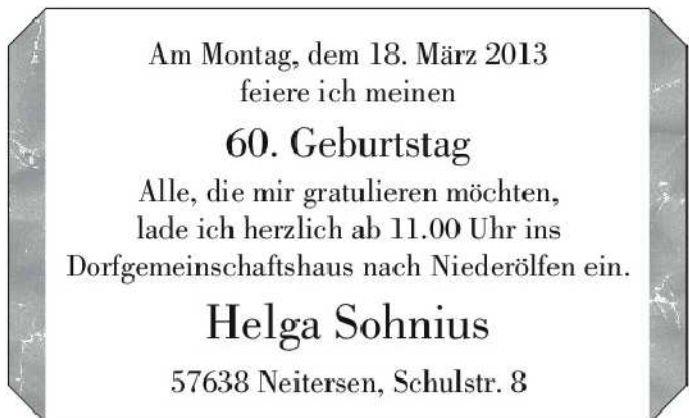 Am Montag, dem 18. März 2013
feiere ich meinen
60. Geburtstag
Alle, die mir gratulieren möchten,
lade ich herzlich ab 11.00 Uhr ins
Dorfgemeinschaftshaus nach Niederölfen ein.
Helga Sohnius
57638 Neitersen, Schulstr. 8